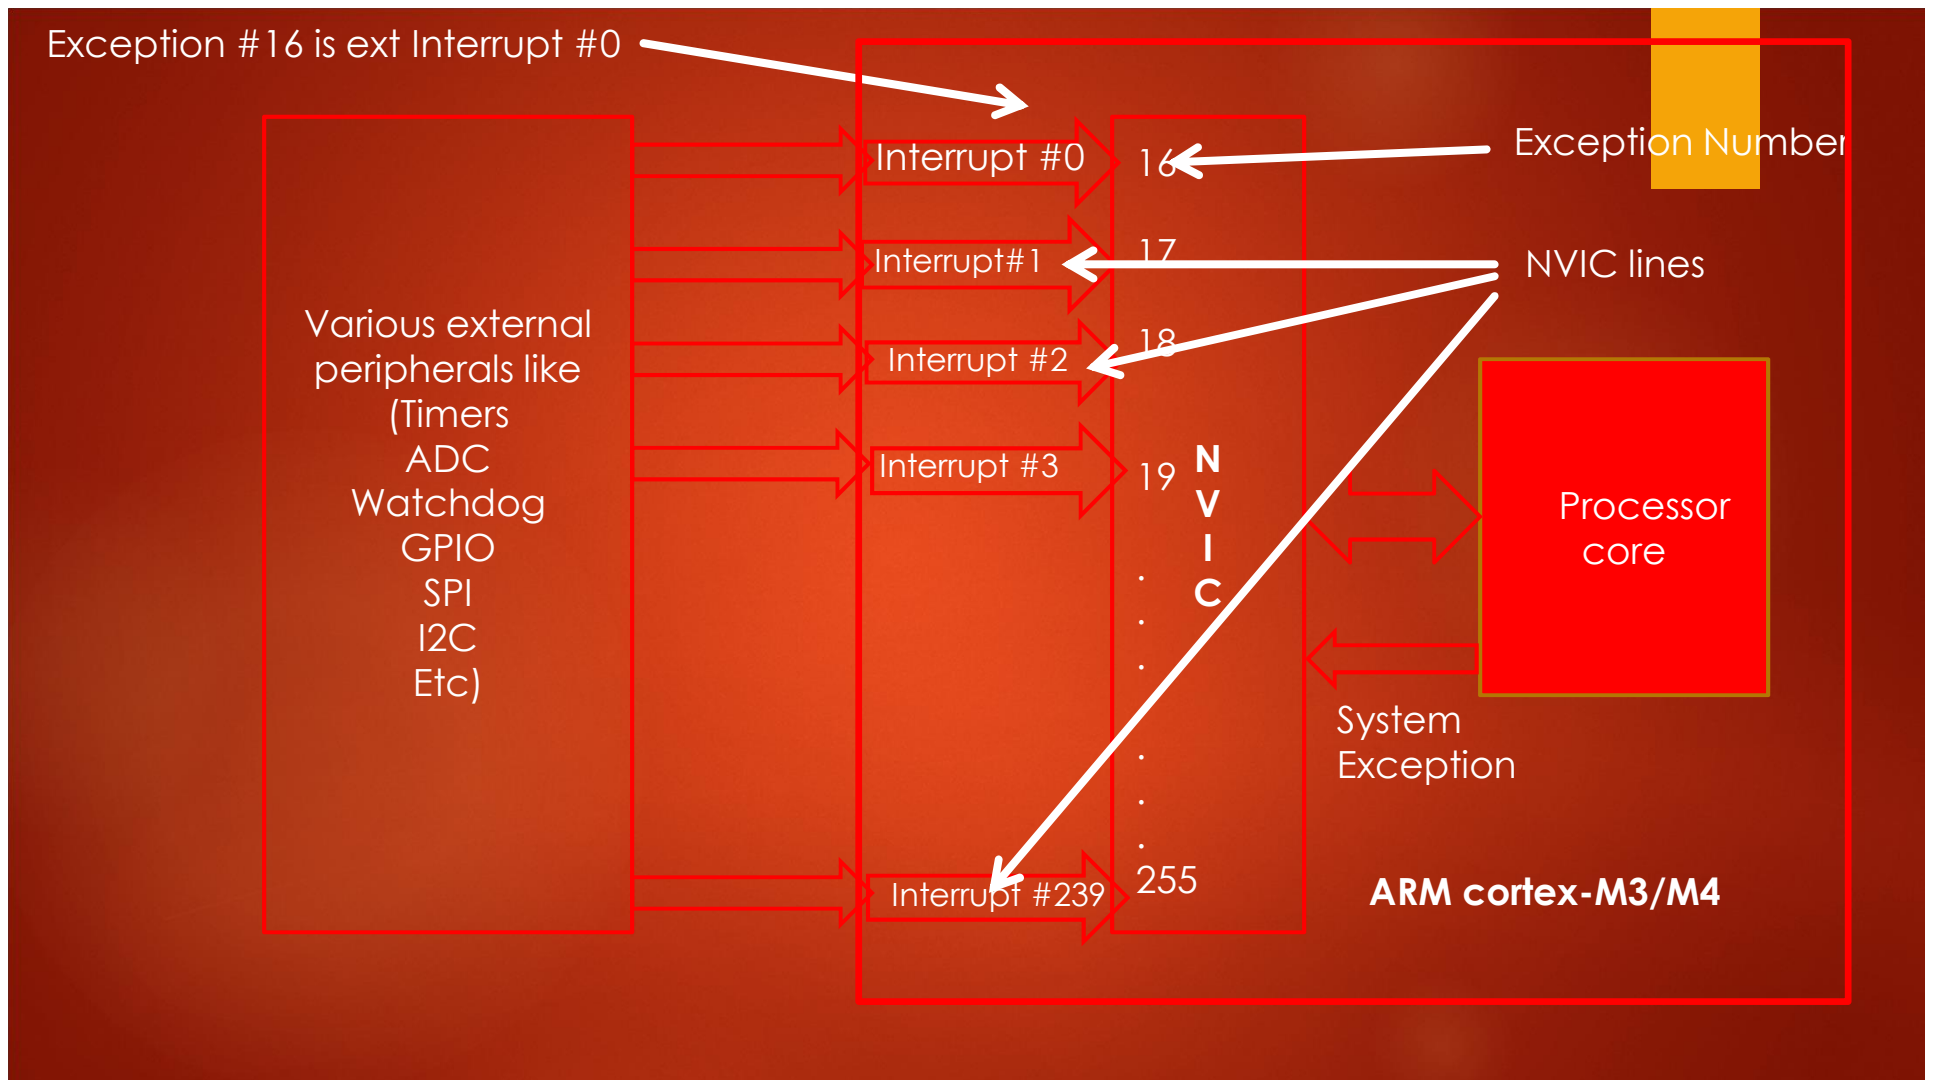 Exception #16 is ext Interrupt #0
Interrupt #0
16
Exception Number
Interrupt#1
17
NVIC lines
Interrupt #2
18
Interrupt #3
19
Various external
peripherals like
(Timers
ADC
Watchdog
GPIO
SPI
I2C
Etc)
N
V
I
C
.
.
.
.
.
.
Processor
core
System
Exception
Interrupt #239
255
ARM cortex-M3/M4